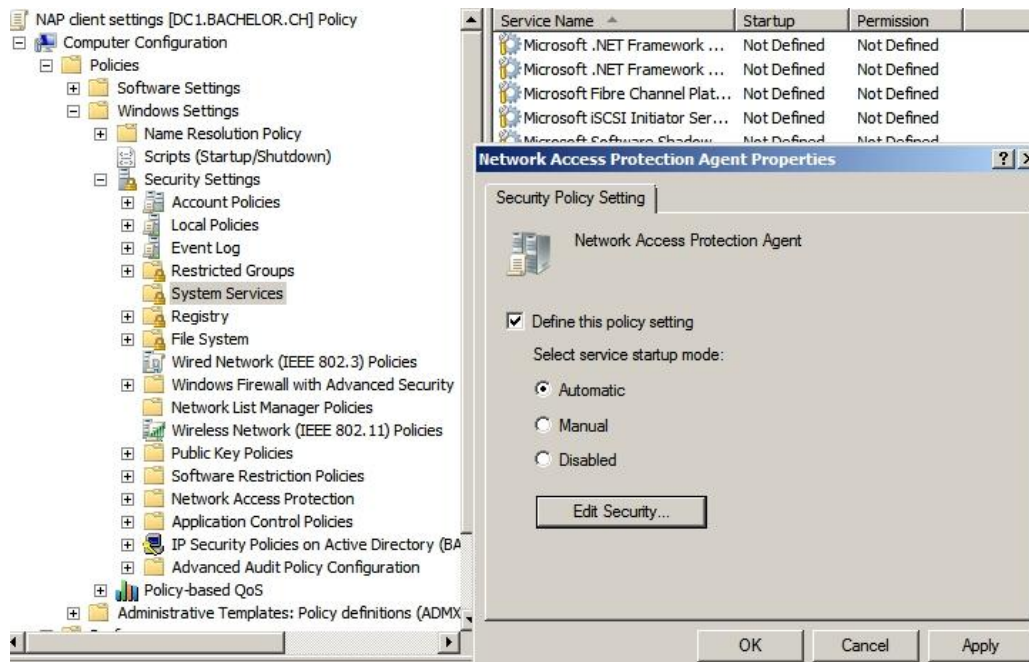 NAP client settings [DC1.BACHELOR.CH] Policy
Computer Configuration
Policies
Software Settings
Windows Settings
Name Resolution Policy
Scripts (Startup/Shutdown)
Security Settings
Account Policies
Local Policies
Event Log
Restricted Groups
System Services
Registry
File System
Wired Network (IEEE 802.3) Policies
Windows Firewall with Advanced Security
Network List Manager Policies
Wireless Network (IEEE 802.11) Policies
Public Key Policies
Software Restriction Policies
Network Access Protection
Application Control Policies
IP Security Policies on Active Directory (BA
Advanced Audit Policy Configuration
Policy-based QoS
Administrative Templates: Policy definitions (ADMX
Service Name Startup Permission
Microsoft .NET Framework ... Not Defined Not Defined
Microsoft .NET Framework ... Not Defined Not Defined
Microsoft Fibre Channel Plat... Not Defined Not Defined
Microsoft iSCSI Initiator Ser... Not Defined Not Defined
Microsoft Software Shadow Not Defined Not Defined
Network Access Protection Agent Properties
Security Policy Setting
Network Access Protection Agent
Define this policy setting
Select service startup mode:
Automatic
Manual
Disabled
Edit Security...
OK Cancel Apply